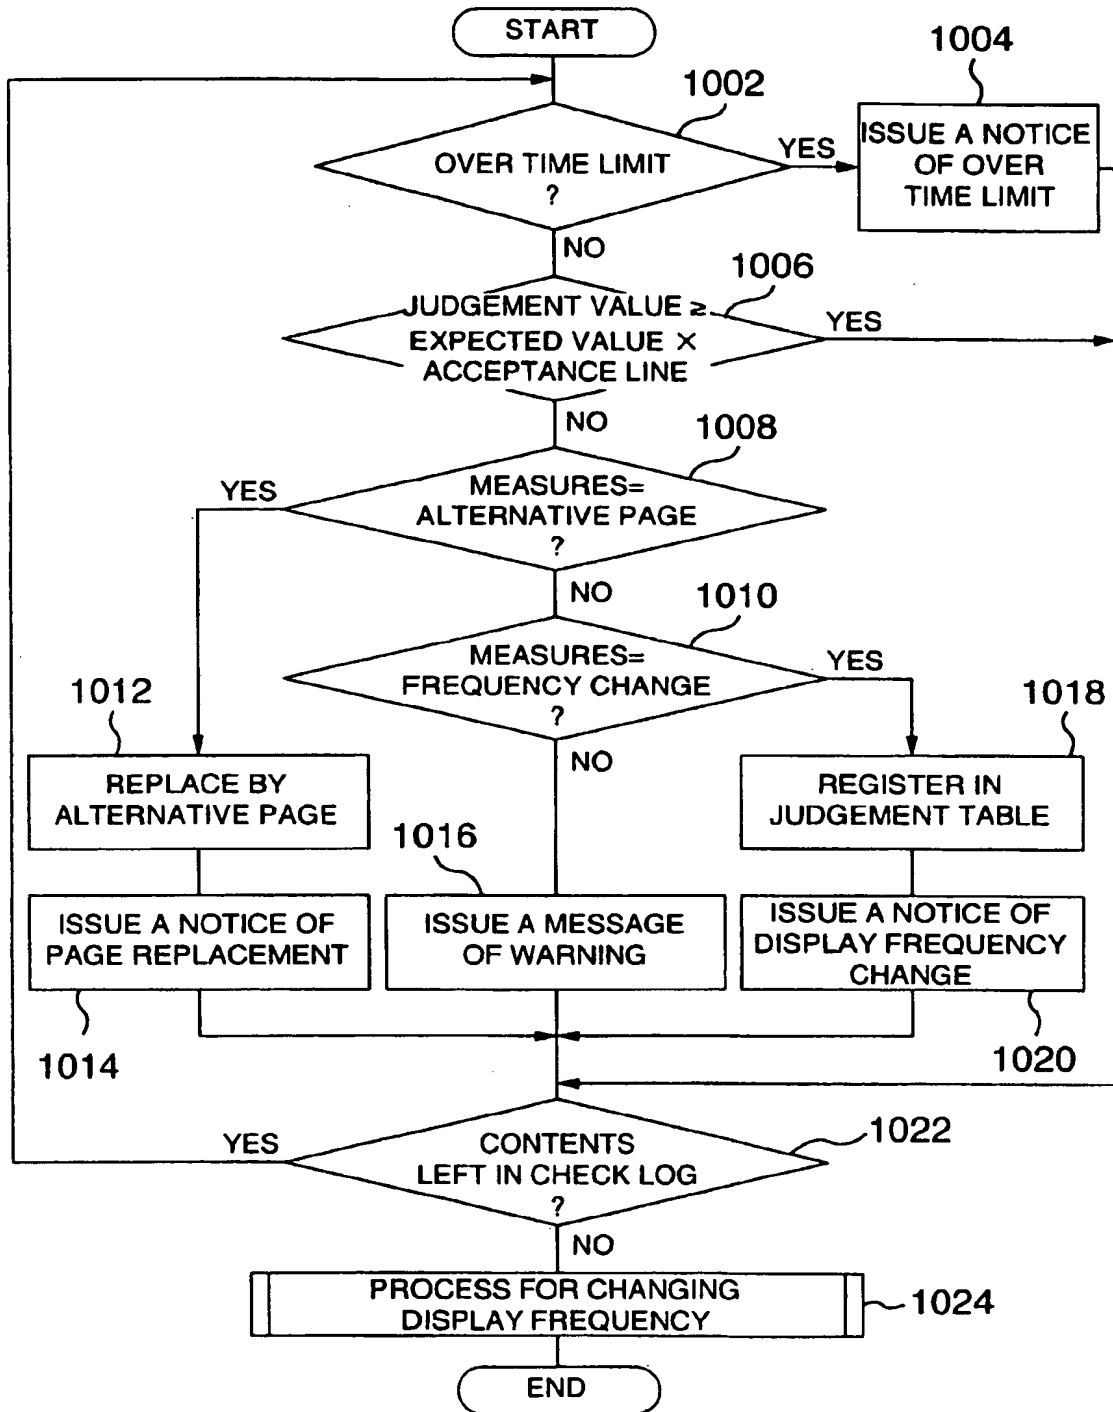 START
1004
1002
ISSUE A NOTICE
OF OVER
TIME LIMIT
OVER TIME LIMIT
?
YES
NO
1006
JUDGEMENT VALUE ≥
EXPECTED VALUE ×
ACCEPTANCE LINE
YES
NO
1008
MEASURES=
ALTERNATIVE PAGE
?
YES
NO
1010
MEASURES=
FREQUENCY CHANGE
?
YES
NO
1012
REPLACE BY
ALTERNATIVE PAGE
1018
REGISTER IN
JUDGEMENT TABLE
1016
ISSUE A NOTICE OF
PAGE REPLACEMENT
ISSUE A MESSAGE
OF WARNING
ISSUE A NOTICE OF
DISPLAY FREQUENCY
CHANGE
1014
1020
1022
CONTENTS
LEFT IN CHECK LOG
?
YES
NO
PROCESS FOR CHANGING
DISPLAY FREQUENCY
1024
END